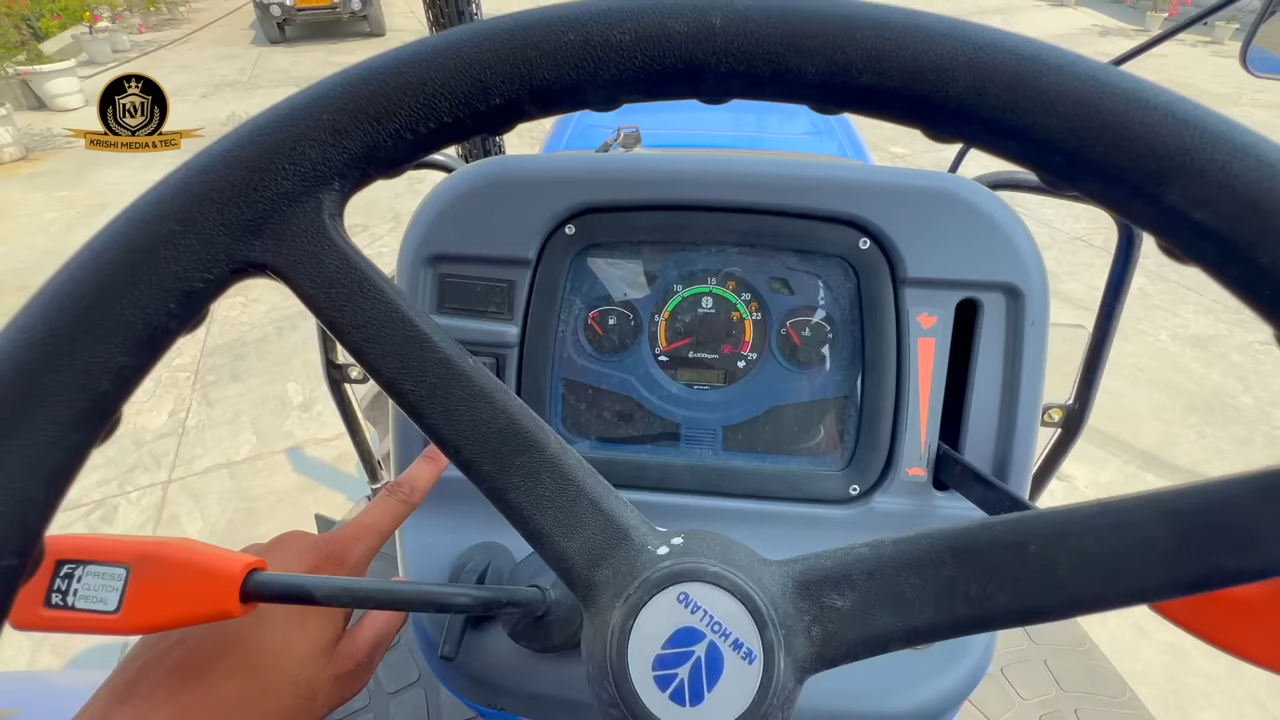 KM
KRISHI MEDIA & TEC.
10
15
20
5
23
0
29
x100rpm
F
C
H
F
N
R
PRESS
CLUTCH
PEDAL
NEW HOLLAND